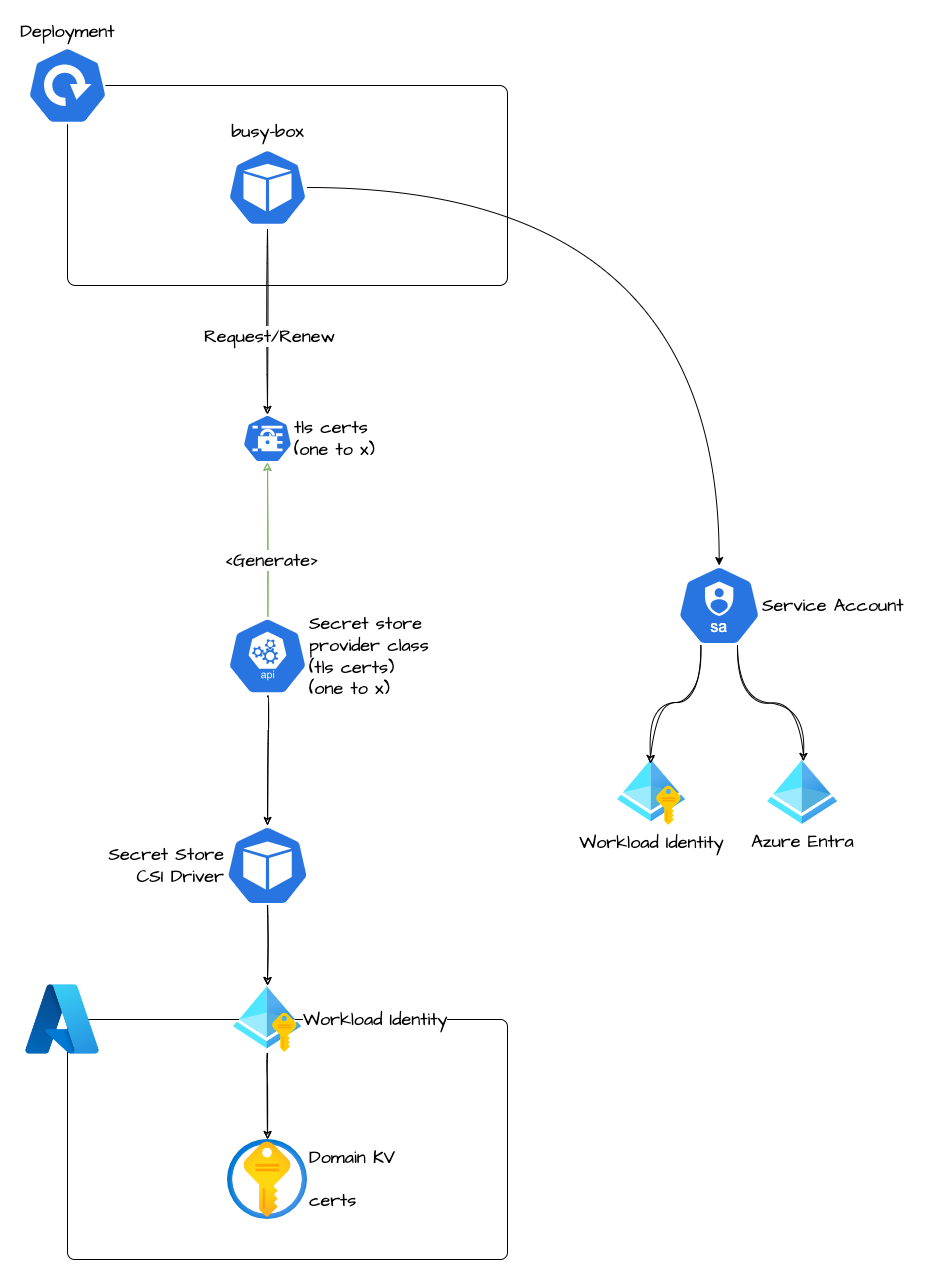 Deployment
busy-box
Request/Renew
tls certs
(one to x)
<Generate>
Secret store
provider class
(tls certs)
(one to x)
api
Service Account
sa
Workload Identity
Azure Entra
Secret Store
CSI Driver
Workload Identity
Domain KV
certs